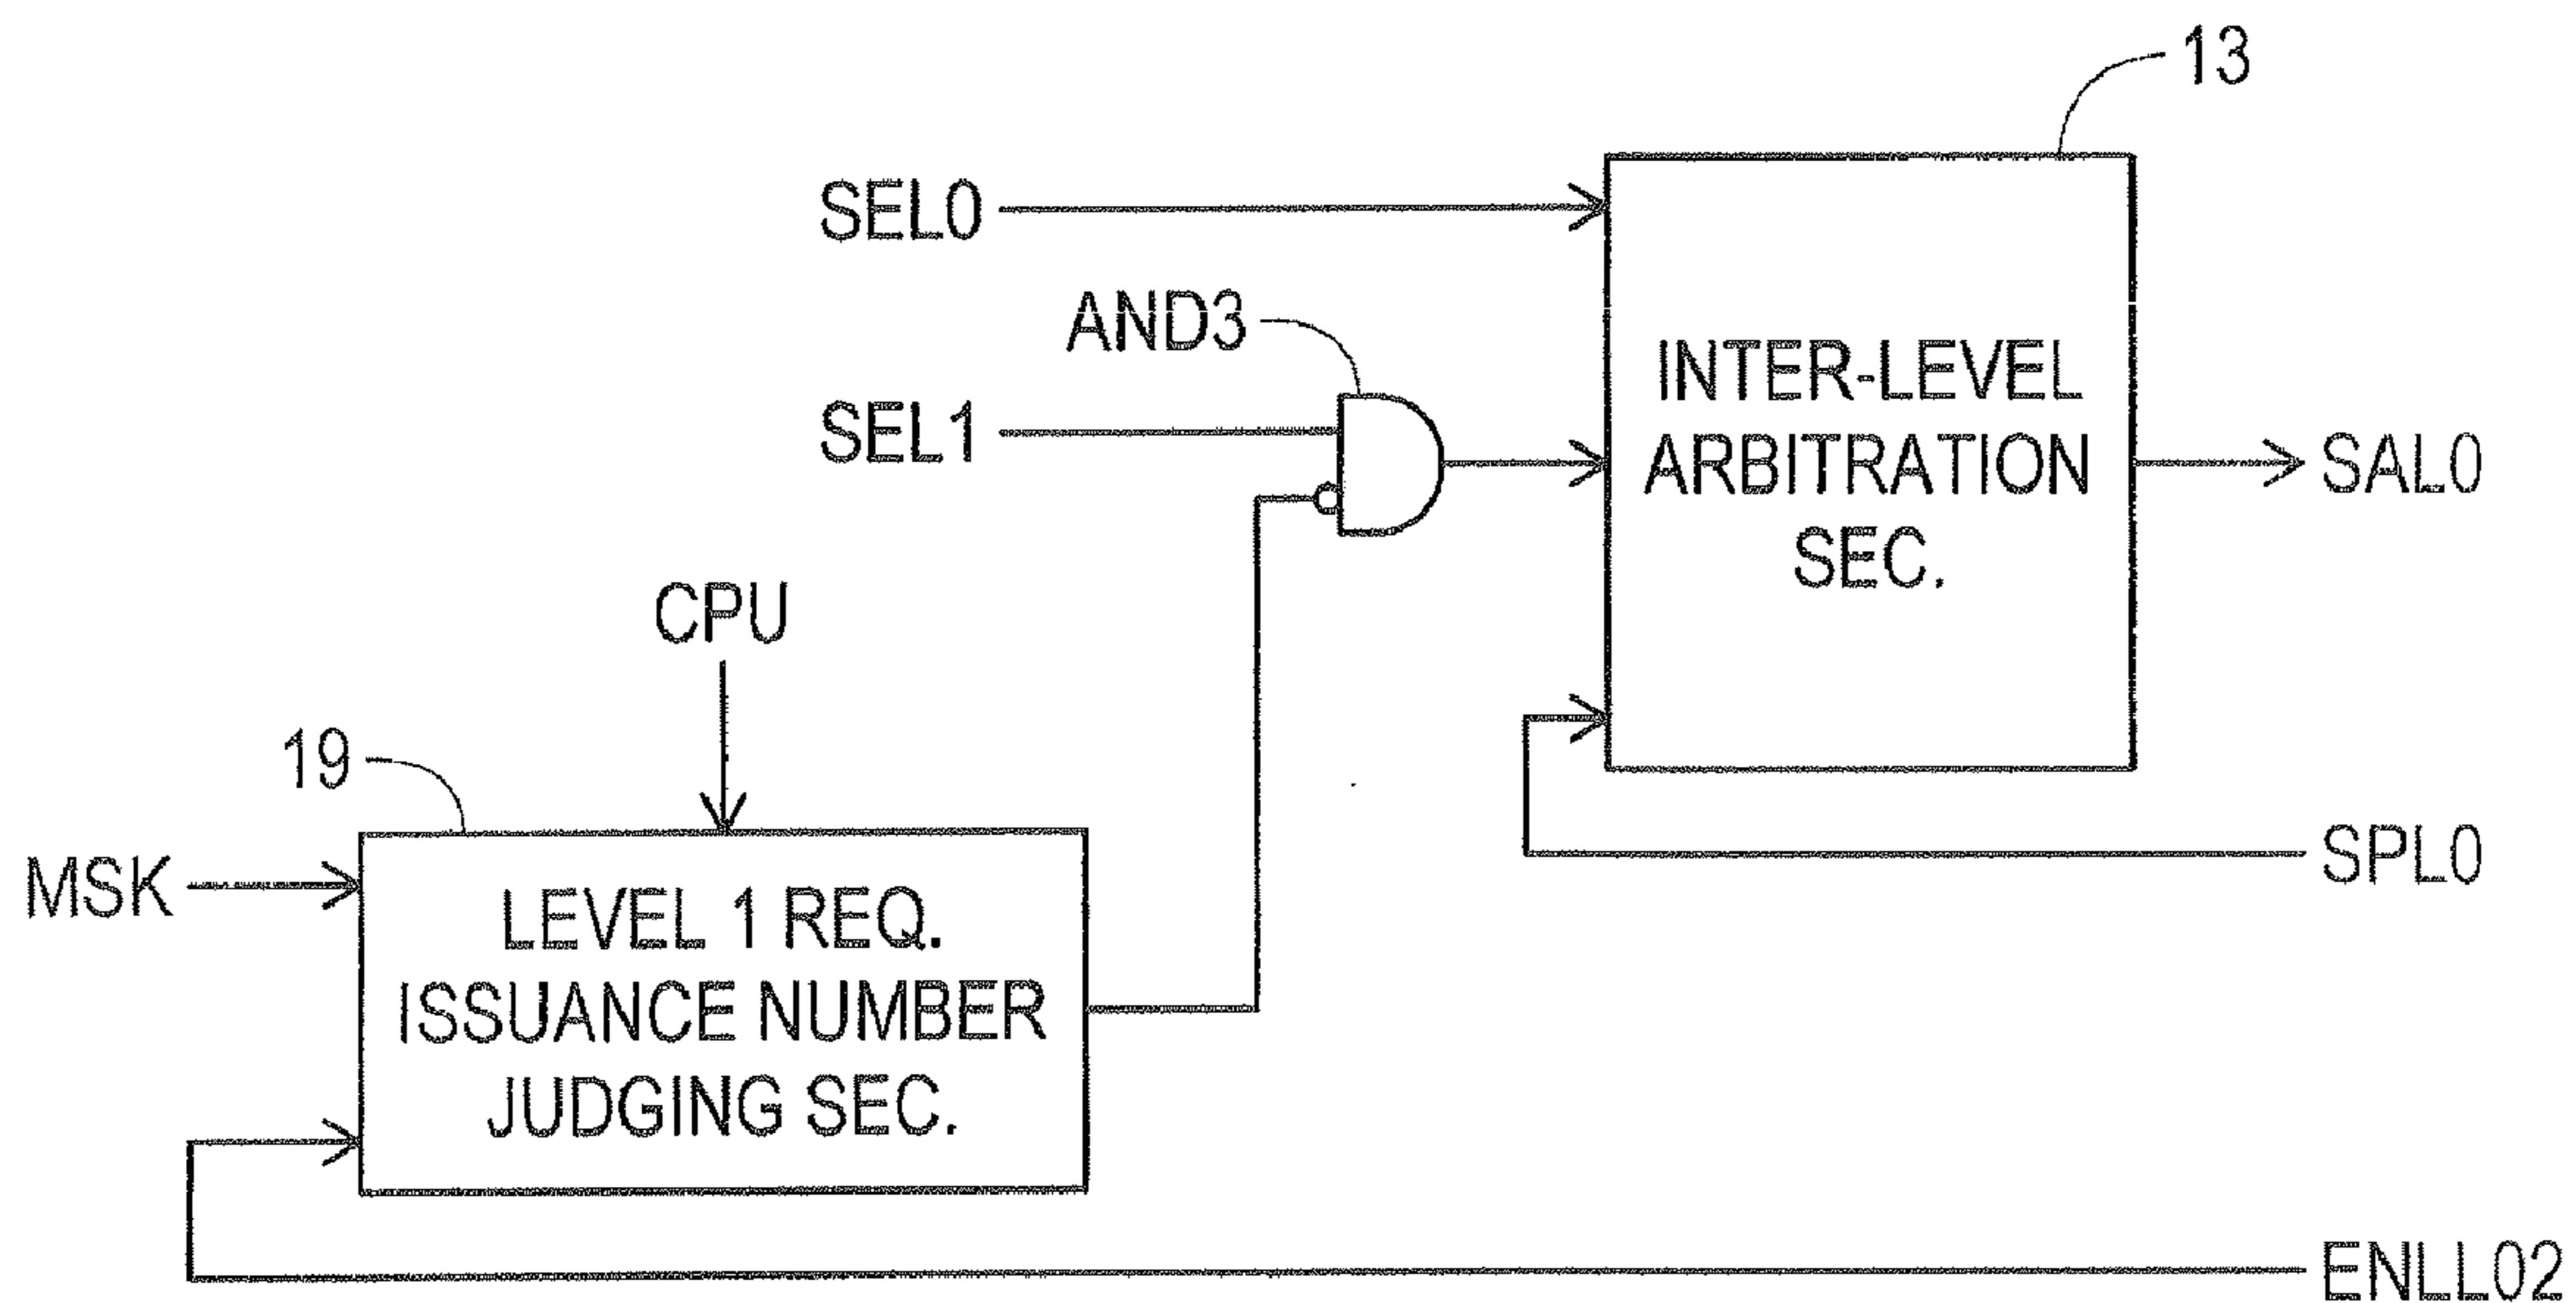 13
SEL0
AND3
INTER-LEVEL
ARBITRATION
SEC.
SEL1
SAL0
CPU
19
SPL0
MSK
LEVEL 1 REQ.
ISSUANCE NUMBER
JUDGING SEC.
ENLL02